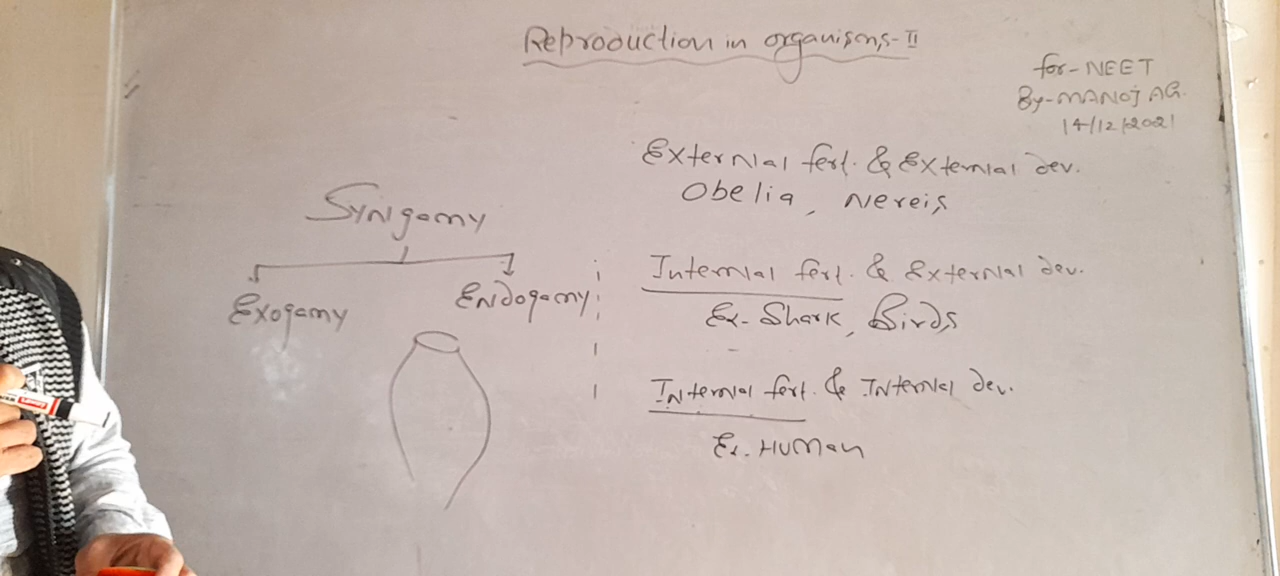 Reproduction in organisms-II
for-NEET
By-MANOJ AG.
14/12/2021
External fert. & External dev.
Obelia, Nereis
Syngamy
Exogamy
Endogamy
Internal fert. & External dev.
Ex- Shark, Birds
Internal fert. & Internal dev.
Ex. Human